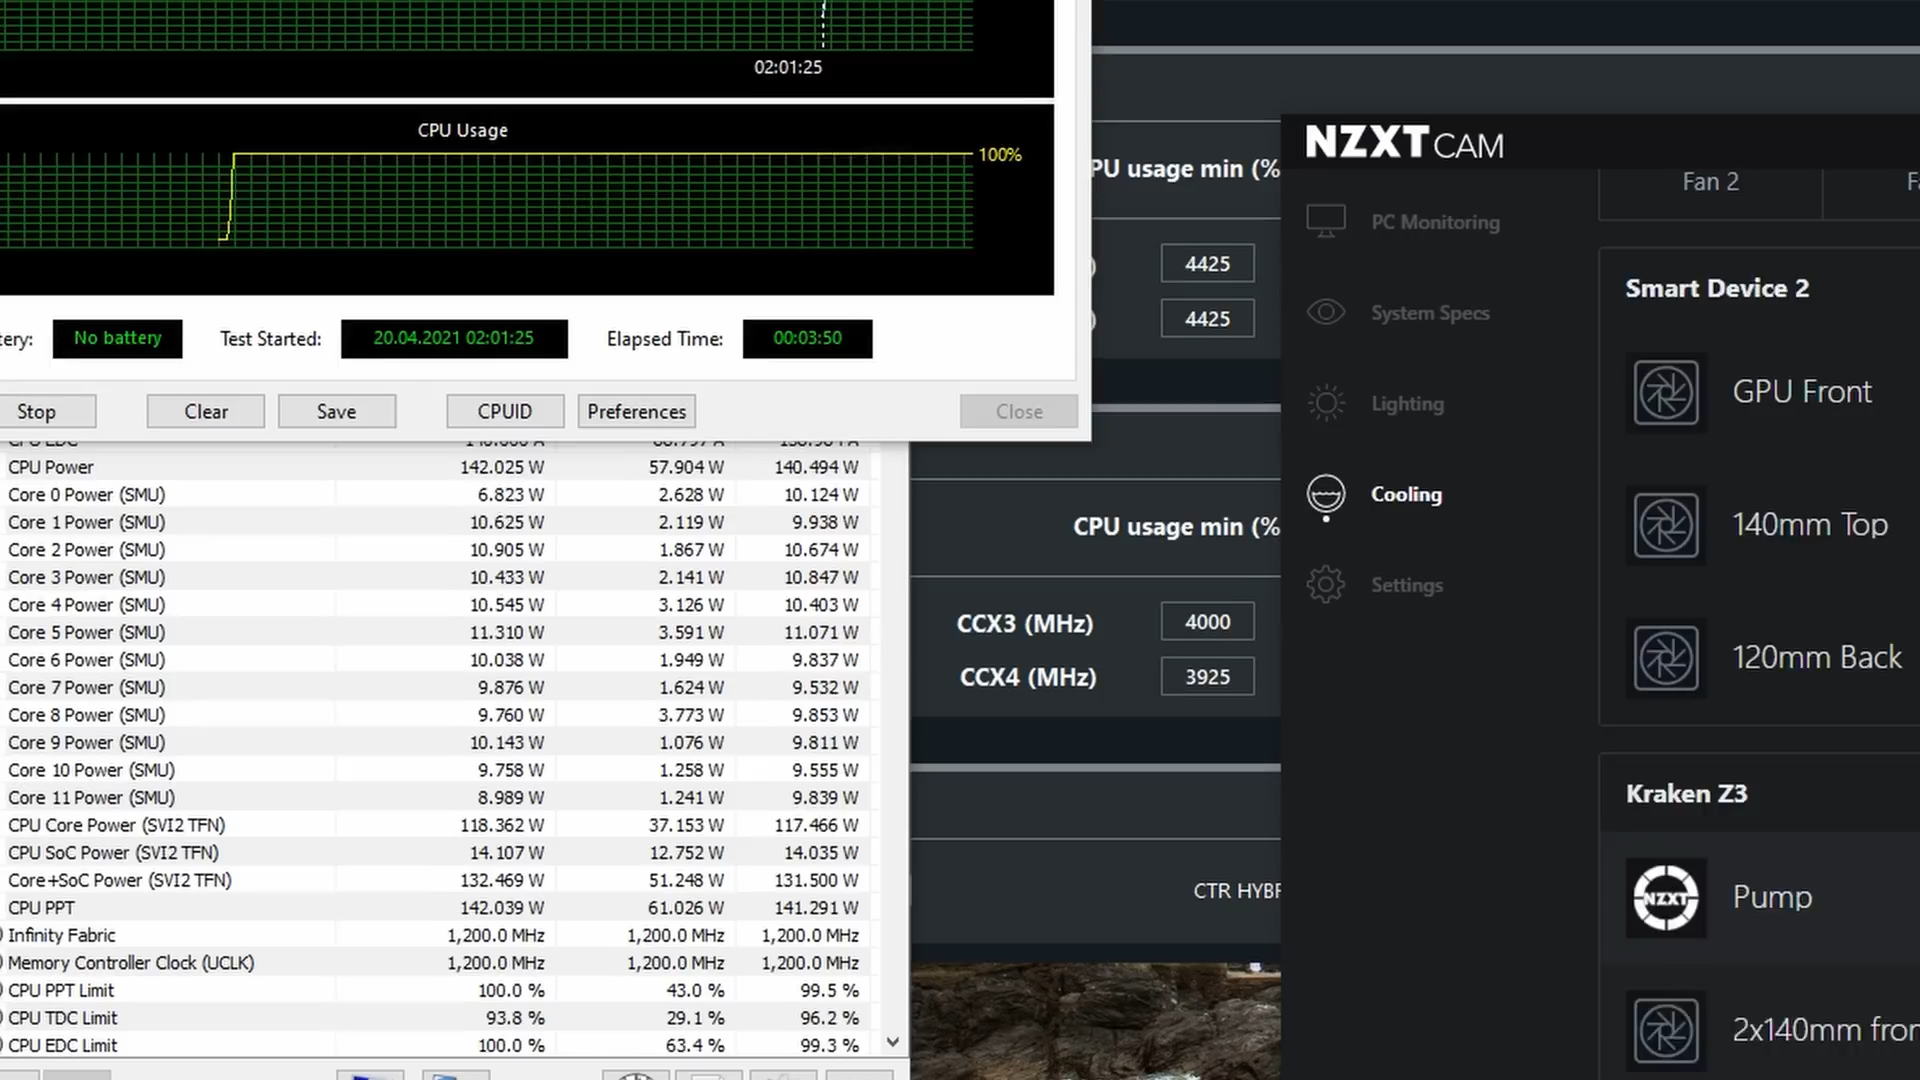 02:01:25
CPU Usage
100%
No battery
Test Started:
20.04.2021 02:01:25
Elapsed Time:
00:03:50
Stop
Clear
Save
CPUID
Preferences
Close
CPU Power 142.025 W 57.904 W 140.494 W
Core 0 Power (SMU) 6.823 W 2.628 W 10.124 W
Core 1 Power (SMU) 10.625 W 2.119 W 9.938 W
Core 2 Power (SMU) 10.905 W 1.867 W 10.674 W
Core 3 Power (SMU) 10.433 W 2.141 W 10.847 W
Core 4 Power (SMU) 10.545 W 3.126 W 10.403 W
Core 5 Power (SMU) 11.310 W 3.591 W 11.071 W
Core 6 Power (SMU) 10.038 W 1.949 W 9.837 W
Core 7 Power (SMU) 9.876 W 1.624 W 9.532 W
Core 8 Power (SMU) 9.760 W 3.773 W 9.853 W
Core 9 Power (SMU) 10.143 W 1.076 W 9.811 W
Core 10 Power (SMU) 9.758 W 1.258 W 9.555 W
Core 11 Power (SMU) 8.989 W 1.241 W 9.839 W
CPU Core Power (SVI2 TFN) 118.362 W 37.153 W 117.466 W
CPU SoC Power (SVI2 TFN) 14.107 W 12.752 W 14.035 W
Core+SoC Power (SVI2 TFN) 132.469 W 51.248 W 131.500 W
CPU PPT 142.039 W 61.026 W 141.291 W
Infinity Fabric 1,200.0 MHz 1,200.0 MHz 1,200.0 MHz
Memory Controller Clock (UCLK) 1,200.0 MHz 1,200.0 MHz 1,200.0 MHz
CPU PPT Limit 100.0 % 43.0 % 99.5 %
CPU TDC Limit 93.8 % 29.1 % 96.2 %
CPU EDC Limit 100.0 % 63.4 % 99.3 %
PU usage min (%
4425
4425
CPU usage min (%
CCX3 (MHz) 4000
CCX4 (MHz) 3925
CTR HYB
NZXT CAM
PC Monitoring
System Specs
Lighting
Cooling
Settings
Fan 2
Smart Device 2
GPU Front
140mm Top
120mm Back
Kraken Z3
NZXT
Pump
2x140mm fro